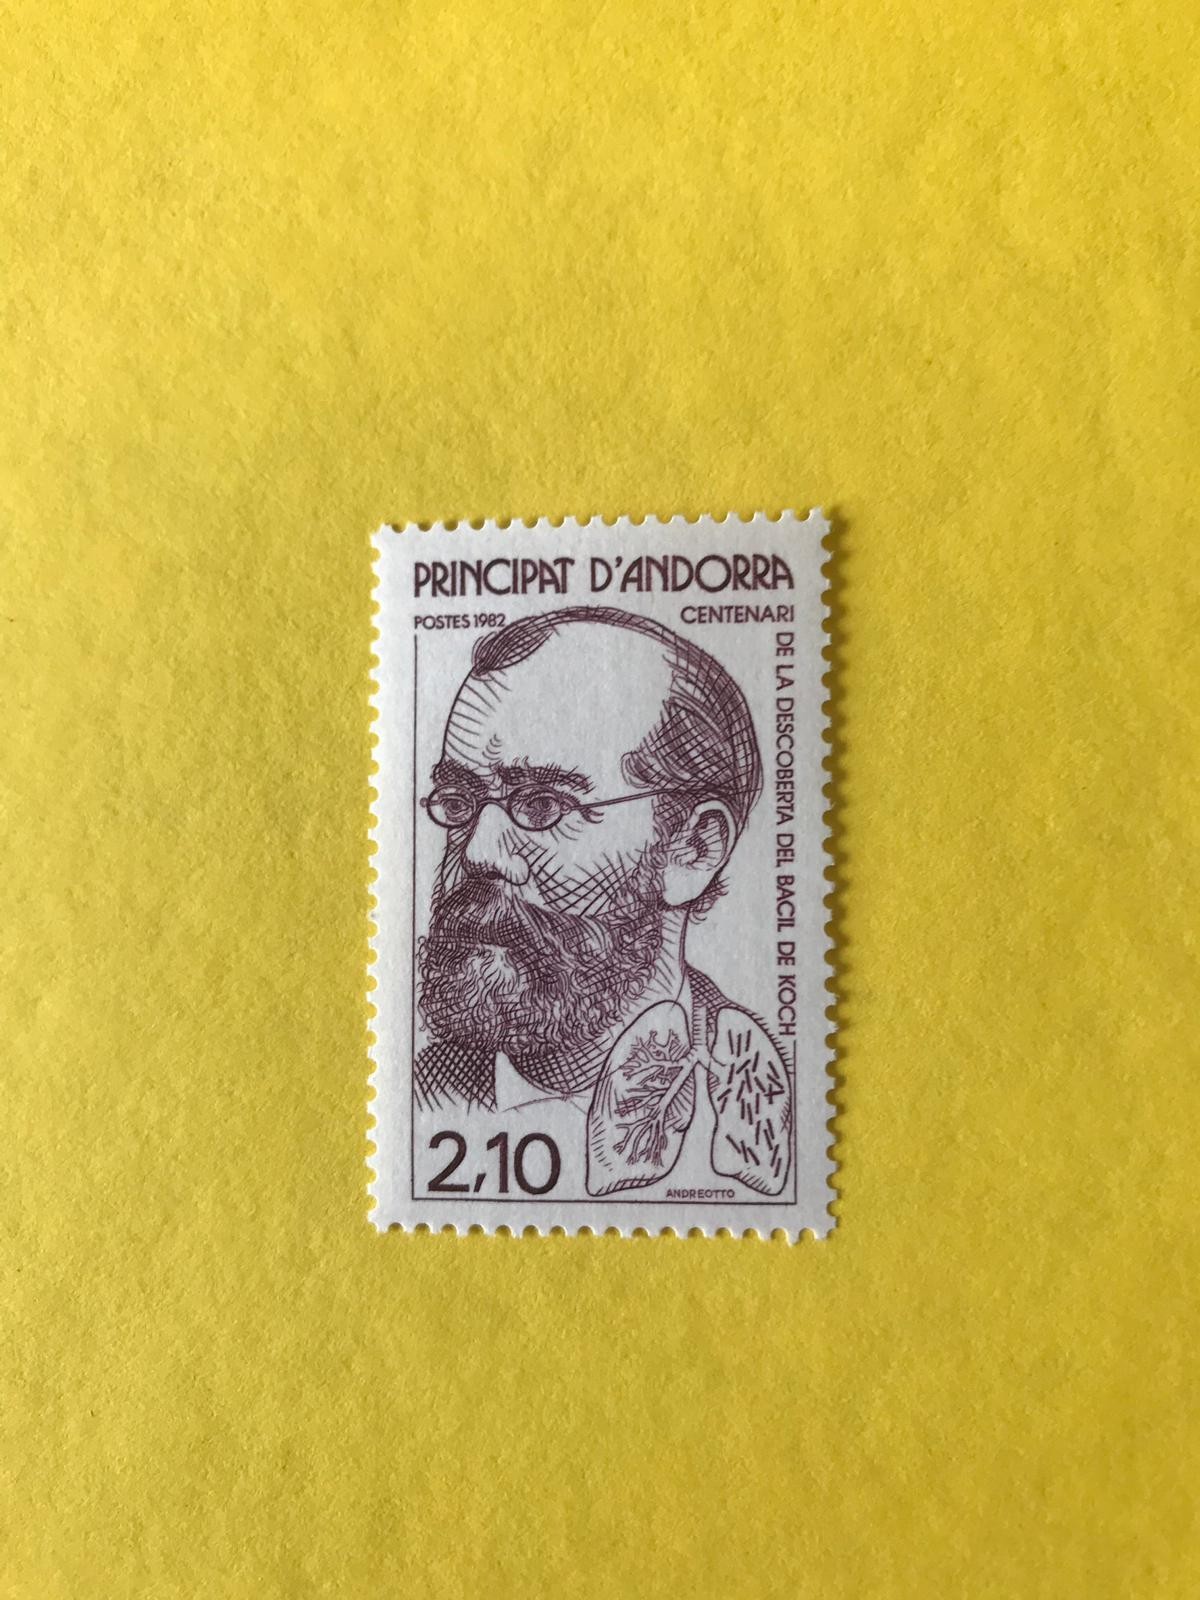 PRINCIPAT D'ANDORRA
POSTES 1982
CENTENARI
DE LA DESCOBERTA DEL BACIL DE KOCH
2,10
ANDREOTTO